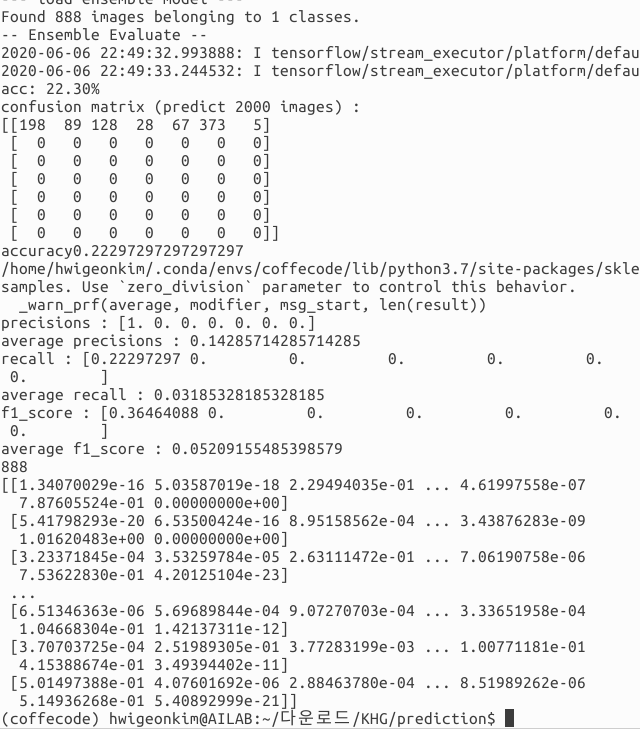 --- load ensemble Model ---
Found 888 images belonging to 1 classes.
-- Ensemble Evaluate --
2020-06-06 22:49:32.993888: I tensorflow/stream_executor/platform/defau
2020-06-06 22:49:33.244532: I tensorflow/stream_executor/platform/defau
acc: 22.30%
confusion matrix (predict 2000 images) :
[[198  89 128  28  67 373   5]
 [  0   0   0   0   0   0   0]
 [  0   0   0   0   0   0   0]
 [  0   0   0   0   0   0   0]
 [  0   0   0   0   0   0   0]
 [  0   0   0   0   0   0   0]
 [  0   0   0   0   0   0   0]]
accuracy0.22297297297297297
/home/hwigeonkim/.conda/envs/coffecode/lib/python3.7/site-packages/skle
samples. Use `zero_division` parameter to control this behavior.
  _warn_prf(average, modifier, msg_start, len(result))
precisions : [1. 0. 0. 0. 0. 0. 0.]
average precisions : 0.14285714285714285
recall : [0.22297297 0.         0.         0.         0.         0.
 0.        ]
average recall : 0.03185328185328185
f1_score : [0.36464088 0.         0.         0.         0.         0.
 0.        ]
average f1_score : 0.05209155485398579
888
[[1.34070029e-16 5.03587019e-18 2.29494035e-01 ... 4.61997558e-07
  7.87605524e-01 0.00000000e+00]
 [5.41798293e-20 6.53500424e-16 8.95158562e-04 ... 3.43876283e-09
  1.01620483e+00 0.00000000e+00]
 [3.23371845e-04 3.53259784e-05 2.63111472e-01 ... 7.06190758e-06
  7.53622830e-01 4.20125104e-23]
 ...
 [6.51346363e-06 5.69689844e-04 9.07270703e-04 ... 3.33651958e-04
  1.04668304e-01 1.42137311e-12]
 [3.70703725e-04 2.51989305e-01 3.77283199e-03 ... 1.00771181e-01
  4.15388674e-01 3.49394402e-11]
 [5.01497388e-01 4.07601692e-06 2.88463780e-04 ... 8.51989262e-06
  5.14936268e-01 5.40892999e-21]]
(coffecode) hwigeonkim@AILAB:~/다운로드/KHG/prediction$